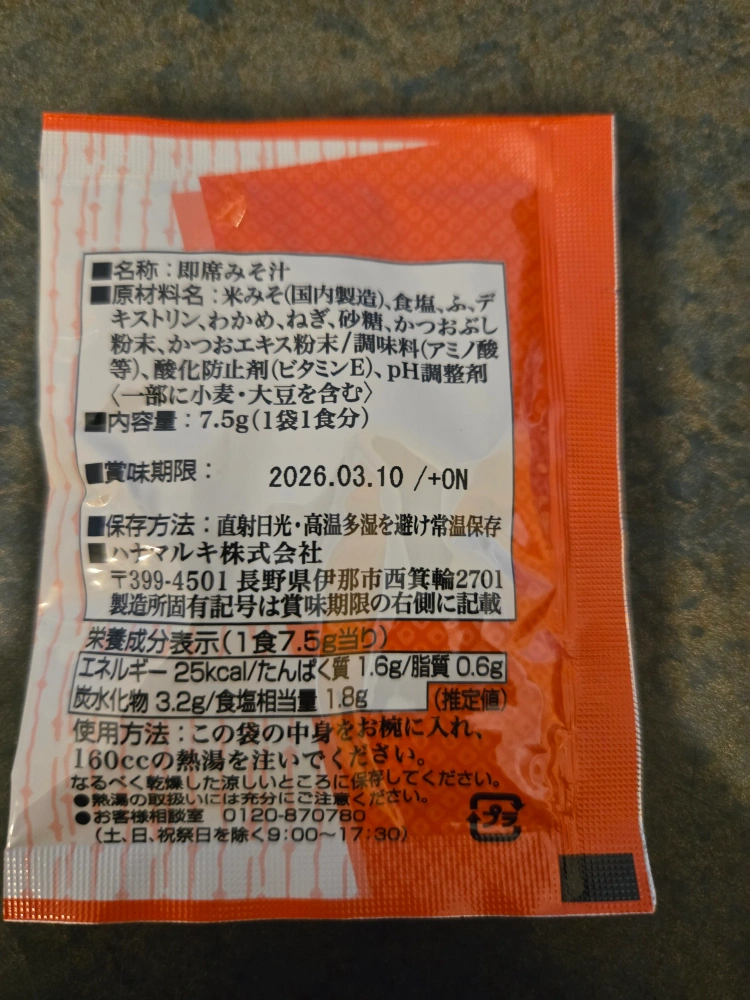 ■名称：即席みそ汁
■原材料名：米みそ(国内製造)、食塩、ふ、デ
キストリン、わかめ、ねぎ、砂糖、かつおぶし
粉末、かつおエキス粉末/調味料(アミノ酸
等)、酸化防止剤(ビタミンE)、pH調整剤
〈一部に小麦・大豆を含む〉
■内容量：7.5g(1袋1食分)
■賞味期限： 2026.03.10 /+ON
■保存方法：直射日光・高温多湿を避け常温保存
■ハナマルキ株式会社
〒399-4501 長野県伊那市西箕輪2701
製造所固有記号は賞味期限の右側に記載
栄養成分表示(1食7.5g当り)
エネルギー 25kcal/たんぱく質 1.6g/脂質 0.6g
炭水化物 3.2g/食塩相当量 1.8g (推定値)
使用方法：この袋の中身をお椀に入れ、
160ccの熱湯を注いでください。
なるべく乾燥した涼しいところに保存してください。
●熱湯の取扱いには充分にご注意ください。
●お客様相談室 0120-870780
(土、日、祝祭日を除く9:00〜17:30)
プラ